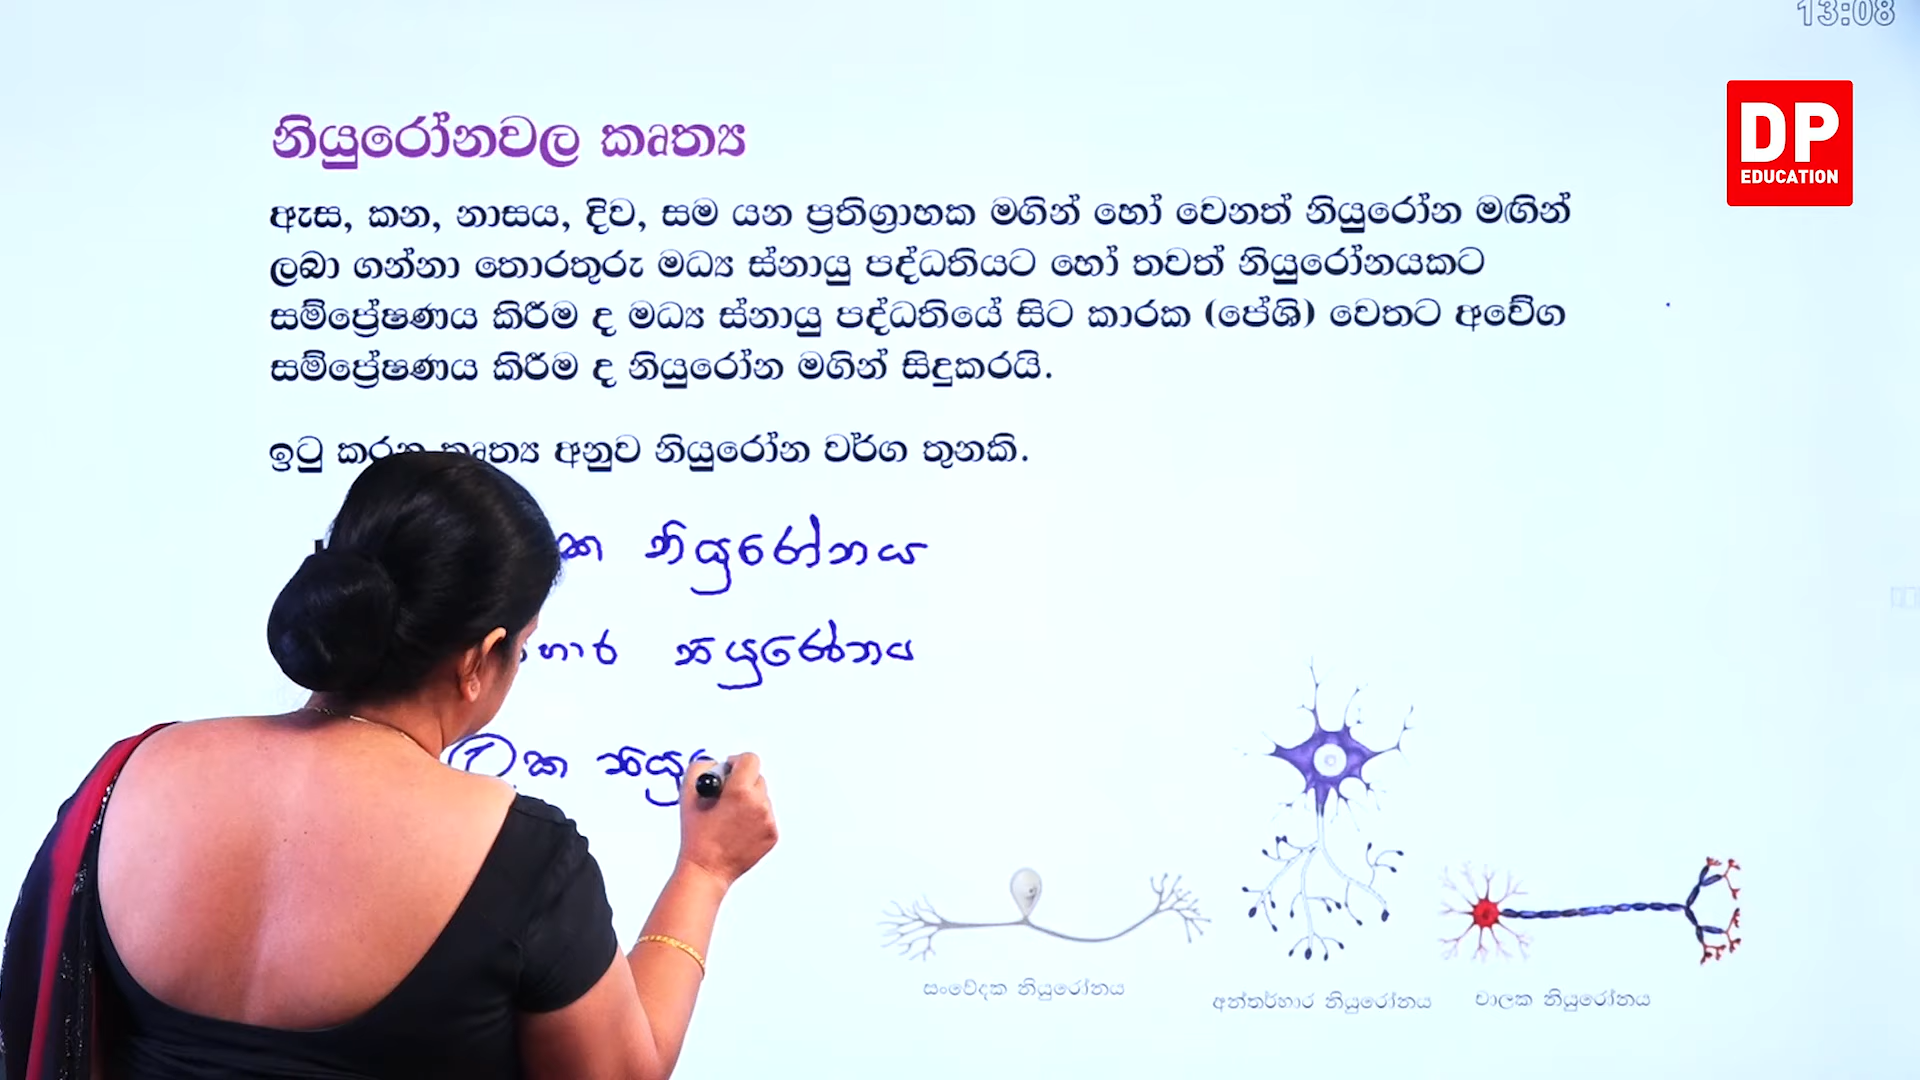 13:08
DP
EDUCATION
නියුරෝනවල කෘත්‍ය
ඇස, කන, නාසය, දිව, සම යන ප්‍රතිග්‍රාහක මගින් හෝ වෙනත් නියුරෝන මඟින්
ලබා ගන්නා තොරතුරු මධ්‍ය ස්නායු පද්ධතියට හෝ තවත් නියුරෝනයකට
සම්ප්‍රේෂණය කිරීම ද මධ්‍ය ස්නායු පද්ධතියේ සිට කාරක (පේශි) වෙතට අවේග
සම්ප්‍රේෂණය කිරීම ද නියුරෝන මගින් සිදුකරයි.
ඉටු කරන කෘත්‍ය අනුව නියුරෝන වර්ග තුනකි.
ක නියුරෝනය
හාර නියුරෝනය
සංවේදක නියුරෝනය
අන්තර්හාර නියුරෝනය
චාලක නියුරෝනය